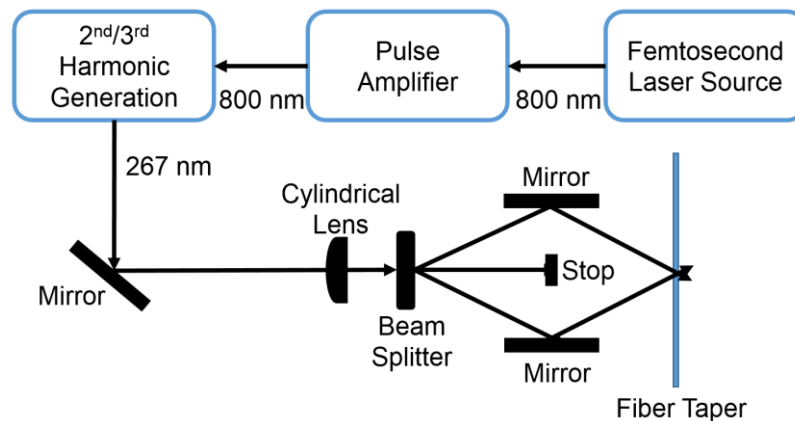 2nd/3rd
Harmonic
Generation
800 nm
Pulse
Amplifier
800 nm
Femtosecond
Laser Source
267 nm
Mirror
Cylindrical
Lens
Beam
Splitter
Mirror
Stop
Mirror
Fiber Taper